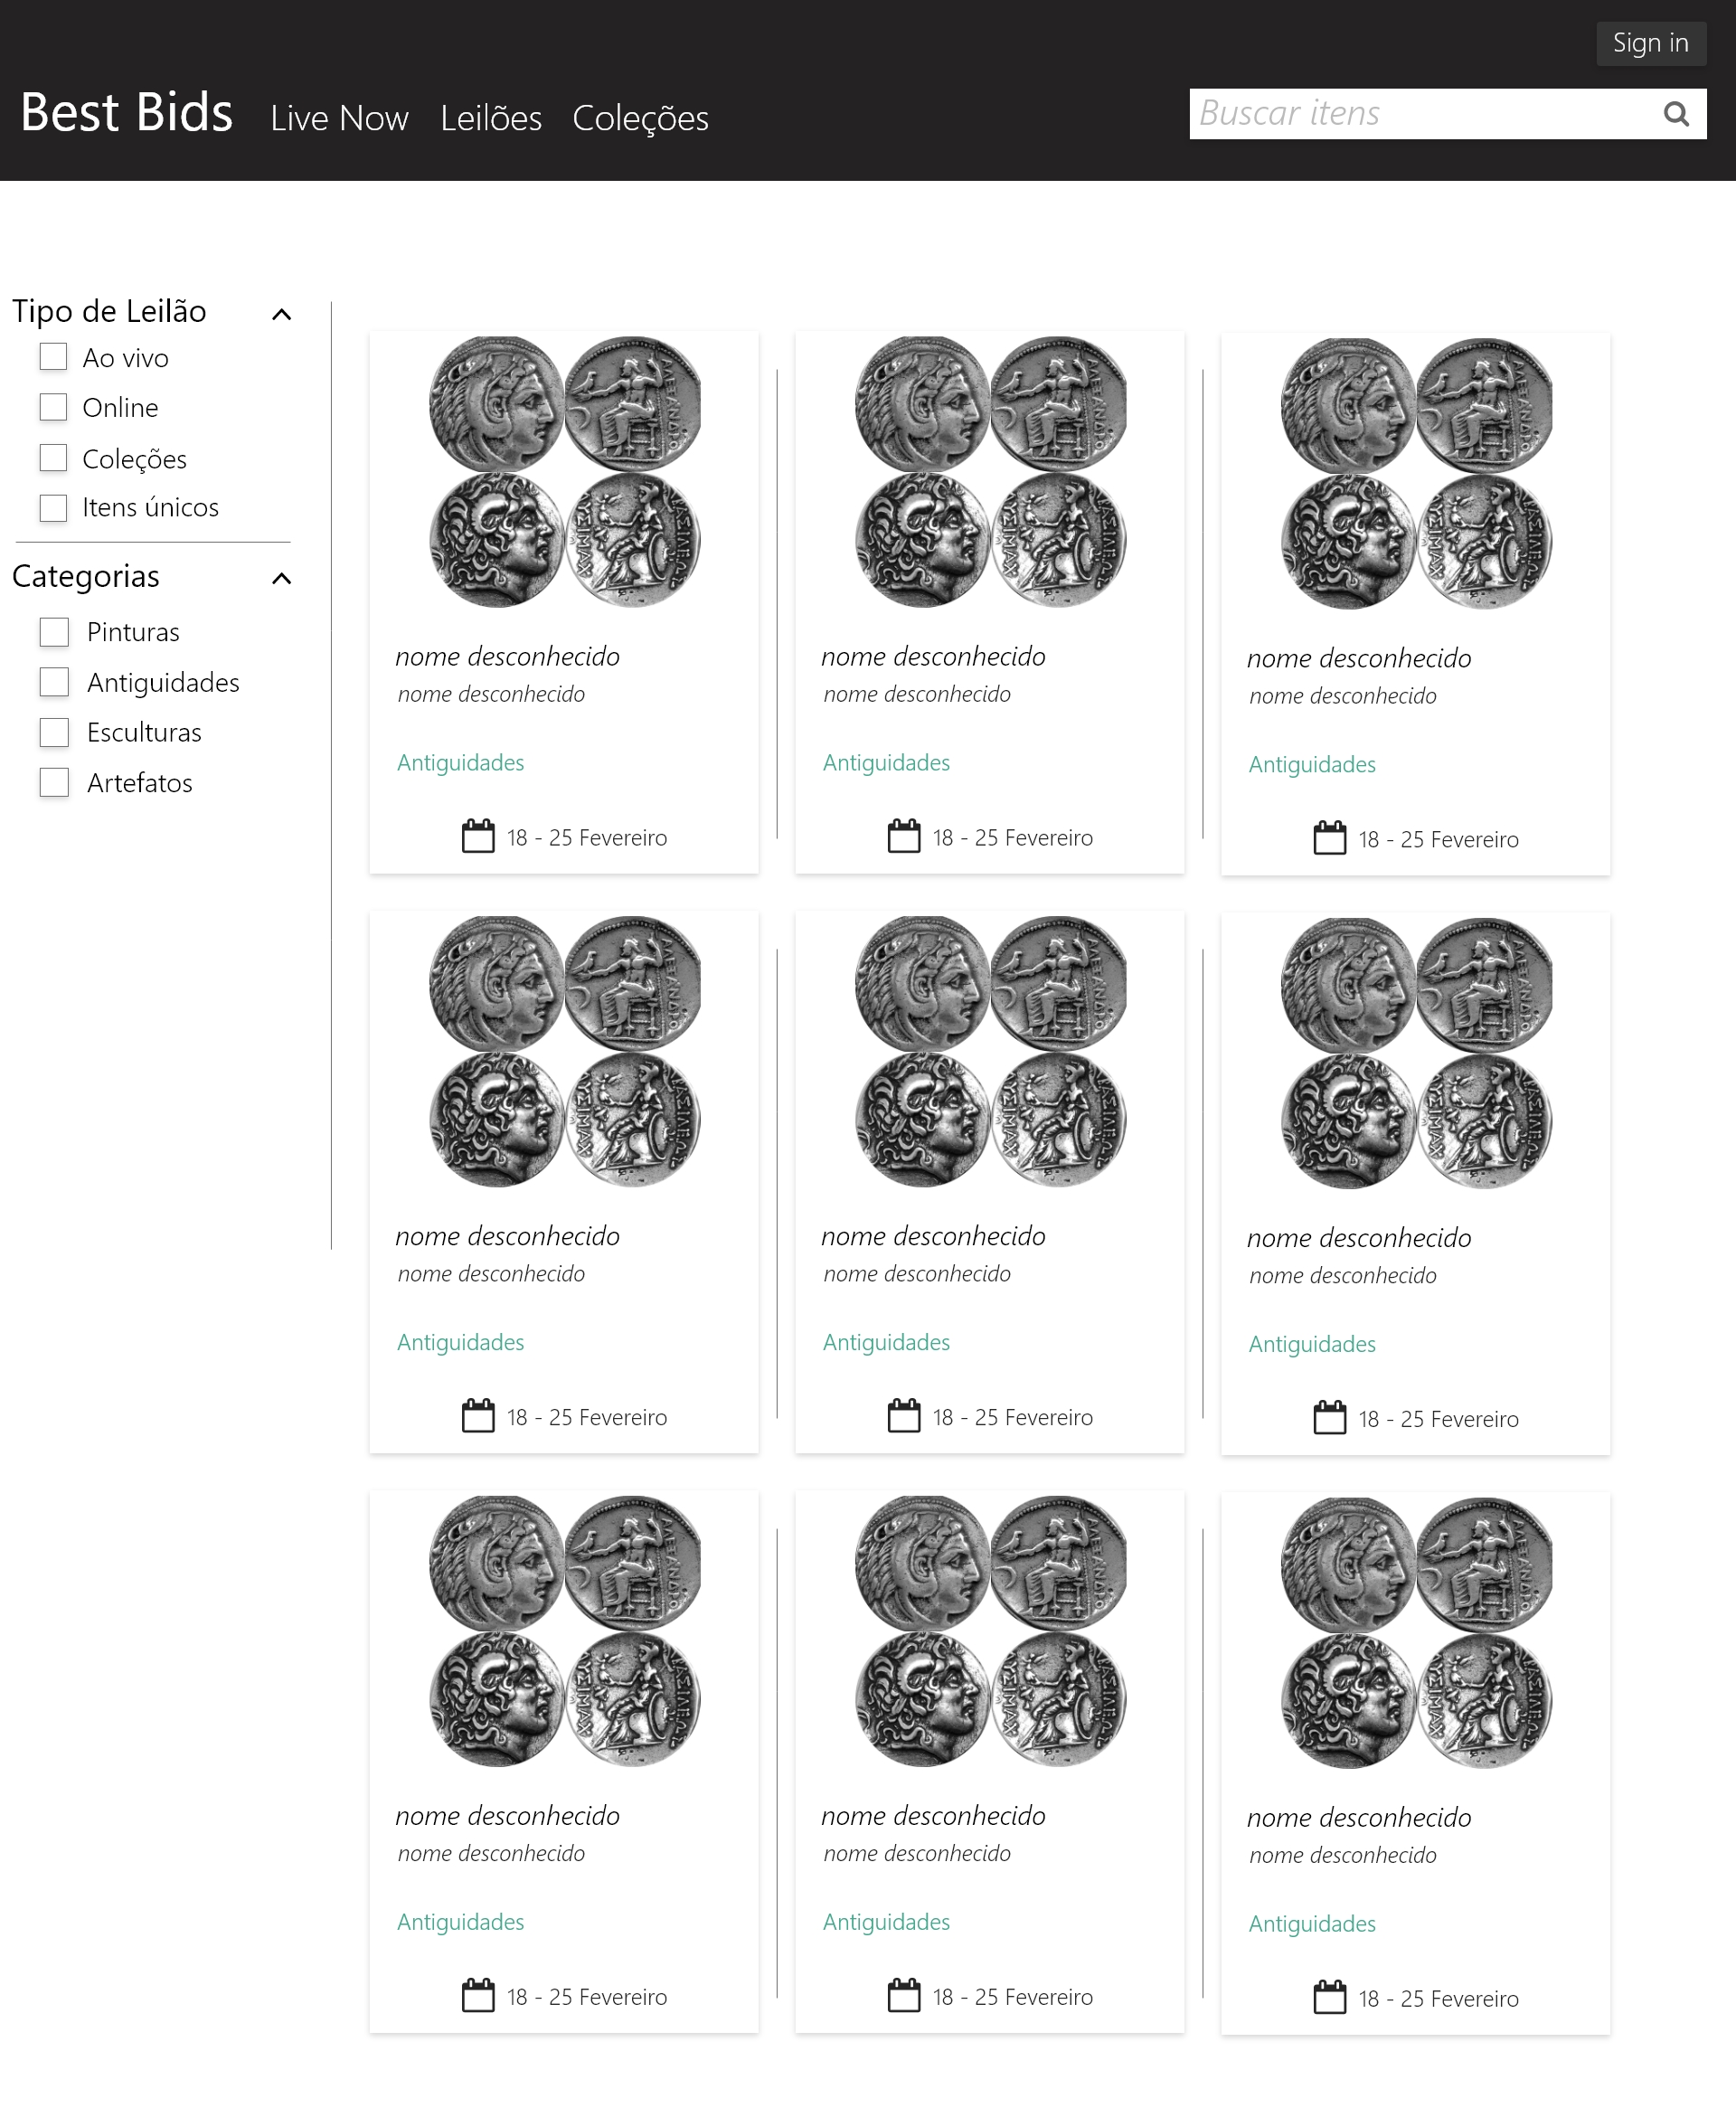 Sign in
Best Bids Live Now Leilões Coleções
Buscar itens
Tipo de Leilão
Ao vivo
Online
Coleções
Itens únicos
Categorias
Pinturas
Antiguidades
Esculturas
Artefatos
nome desconhecido
nome desconhecido
Antiguidades
18 - 25 Fevereiro
nome desconhecido
nome desconhecido
Antiguidades
18 - 25 Fevereiro
nome desconhecido
nome desconhecido
Antiguidades
18 - 25 Fevereiro
nome desconhecido
nome desconhecido
Antiguidades
18 - 25 Fevereiro
nome desconhecido
nome desconhecido
Antiguidades
18 - 25 Fevereiro
nome desconhecido
nome desconhecido
Antiguidades
18 - 25 Fevereiro
nome desconhecido
nome desconhecido
Antiguidades
18 - 25 Fevereiro
nome desconhecido
nome desconhecido
Antiguidades
18 - 25 Fevereiro
nome desconhecido
nome desconhecido
Antiguidades
18 - 25 Fevereiro